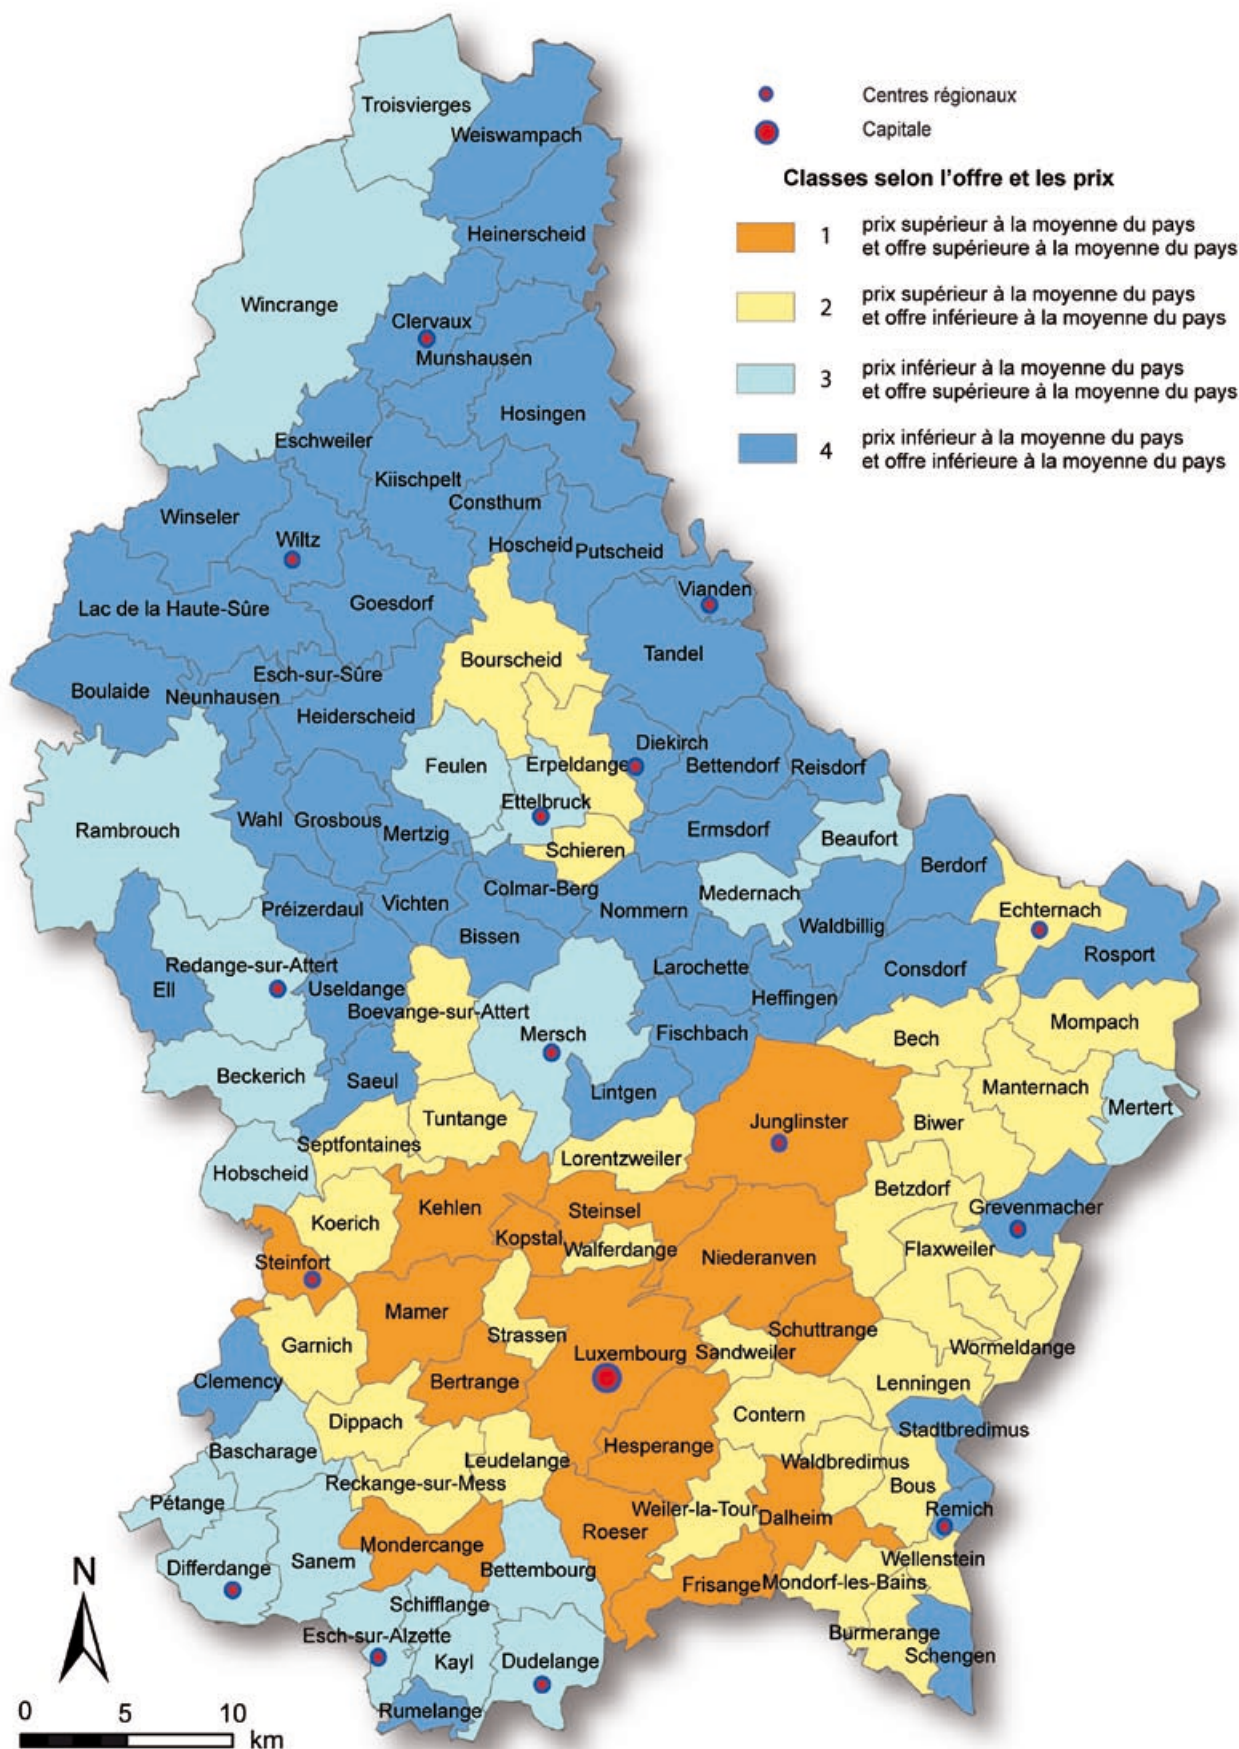 Centres régionaux
Capitale
Classes selon l'offre et les prix
1 prix supérieur à la moyenne du pays
et offre supérieure à la moyenne du pays
2 prix supérieur à la moyenne du pays
et offre inférieure à la moyenne du pays
3 prix inférieur à la moyenne du pays
et offre supérieure à la moyenne du pays
4 prix inférieur à la moyenne du pays
et offre inférieure à la moyenne du pays
Troisvierges
Weiswampach
Heinerscheid
Wincrange
Clervaux
Munshausen
Hosingen
Eschweiler
Kiischpelt
Consthum
Winseler
Wiltz
Hoscheid
Putscheid
Vianden
Lac de la Haute-Sûre
Goesdorf
Tandel
Bourscheid
Esch-sur-Sûre
Boulaide
Neunhausen
Heiderscheid
Diekirch
Feulen
Erpeldange
Bettendorf
Reisdorf
Ettelbruck
Rambrouch
Wahl
Grosbous
Mertzig
Ermsdorf
Beaufort
Schieren
Berdorf
Colmar-Berg
Medernach
Préizerdaul
Vichten
Nommern
Echternach
Waldbillig
Bissen
Rosport
Redange-sur-Attert
Larochette
Consdorf
Ell
Useldange
Heffingen
Boevange-sur-Attert
Mompach
Mersch
Fischbach
Bech
Beckerich
Saeul
Lintgen
Manternach
Mertert
Tuntange
Junglinster
Biwer
Septfontaines
Lorentzweiler
Hobscheid
Betzdorf
Kehlen
Steinsel
Grevenmacher
Koerich
Kopstal
Walferdange
Niederanven
Flaxweiler
Steinfort
Mamer
Schuttrange
Strassen
Garnich
Luxembourg
Sandweiler
Wormeldange
Clemency
Bertrange
Lenningen
Dippach
Contern
Stadtbredimus
Bascharage
Hesperange
Leudelange
Waldbredimus
Reckange-sur-Mess
Bous
Pétange
Weiler-la-Tour
Dalheim
Remich
Roeser
Mondercange
Sanem
Differdange
Bettembourg
Wellenstein
Frisange
Mondorf-les-Bains
Schifflange
Esch-sur-Alzette
Burmerange
Kayl
Dudelange
Schengen
Rumelange
N
0 5 10
km